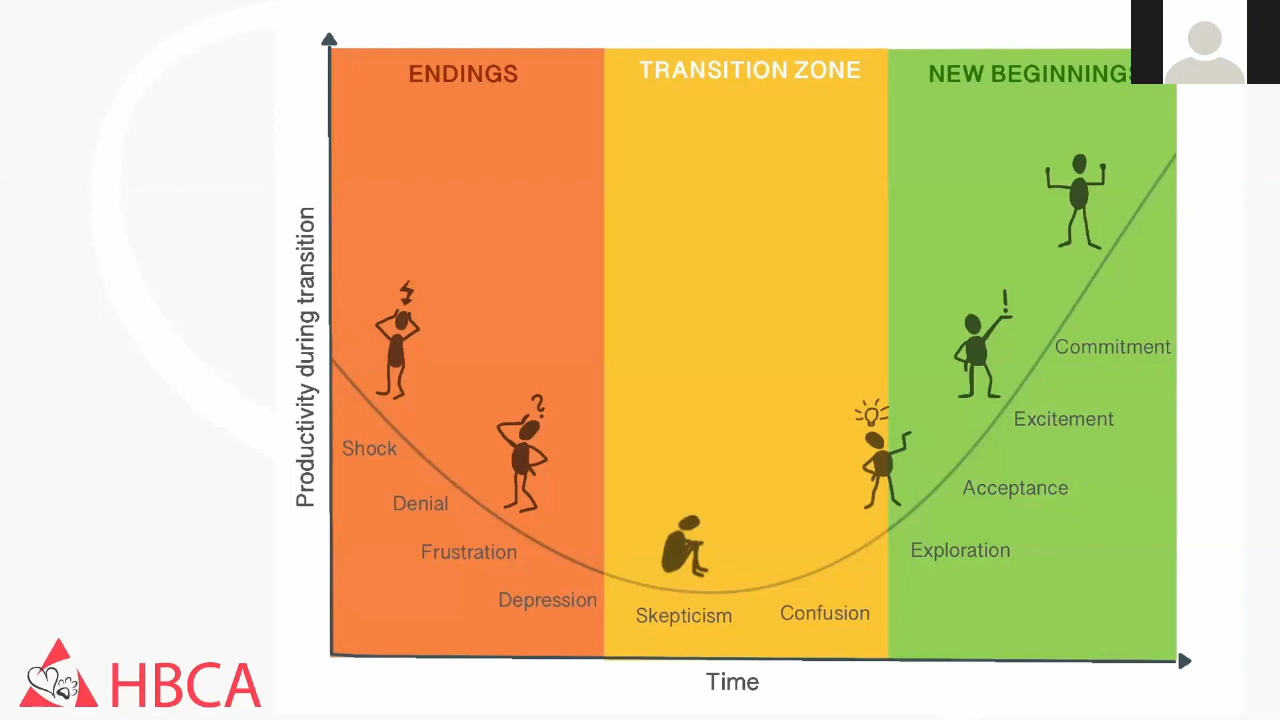 ENDINGS
TRANSITION ZONE
NEW BEGINNINGS
Productivity during transition
!
?
Shock
Denial
Frustration
Depression
Skepticism
Confusion
Exploration
Acceptance
Excitement
Commitment
Time
HBCA